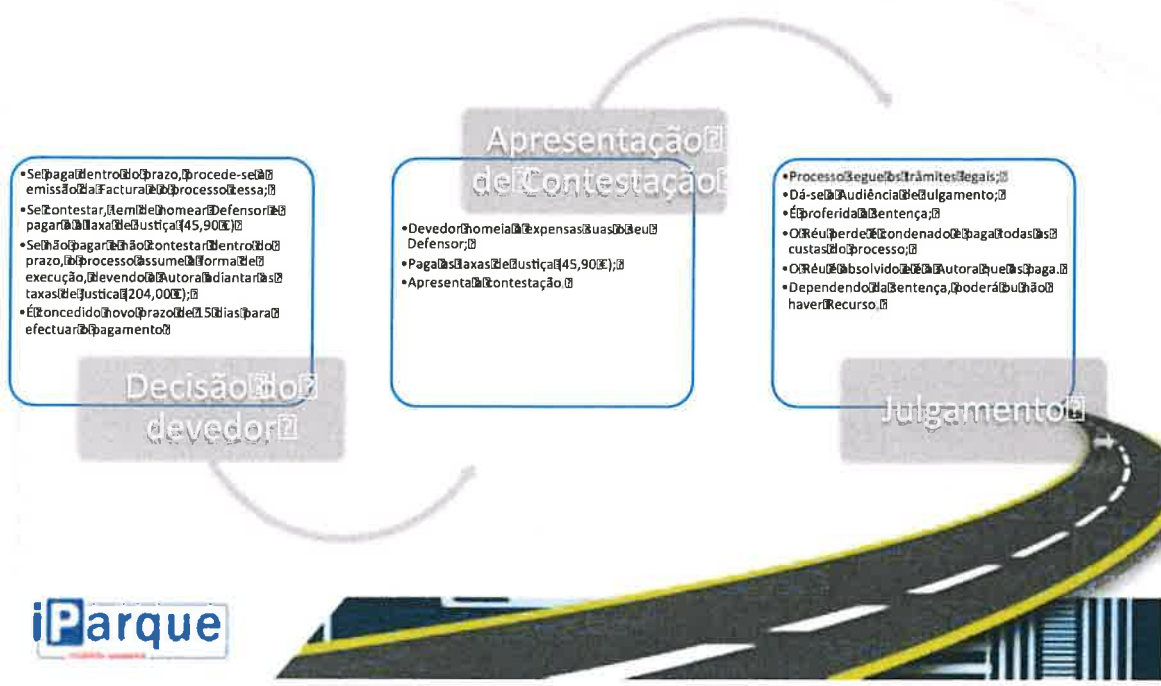 •Se paga dentro do prazo, procede-se à
emissão da Factura e o processo cessa;
•Se contestar, tem de nomear Defensor e
pagar a Taxa de Justiça (45,90 €)
•Se não pagar e não contestar dentro do
prazo, o processo assume a forma de
execução, devendo a Autora adiantar as
taxas de Justiça (204,00 €);
•É concedido novo prazo de 15 dias para
efectuar o pagamento
Decisão do
devedor
Apresentação
de Contestação
•Devedor nomeia a expensas suas o seu
Defensor;
•Paga as Taxas de Justiça (45,90 €);
•Apresenta a contestação.
•Processo segue os trâmites legais;
•Dá-se a Audiência de Julgamento;
•É proferida a Sentença;
•O Réu perde é condenado e paga todas as
custas do processo;
•O Réu é absolvido e é a Autora que as paga.
•Dependendo da Sentença, poderá ou não
haver Recurso.
Julgamento
iParque